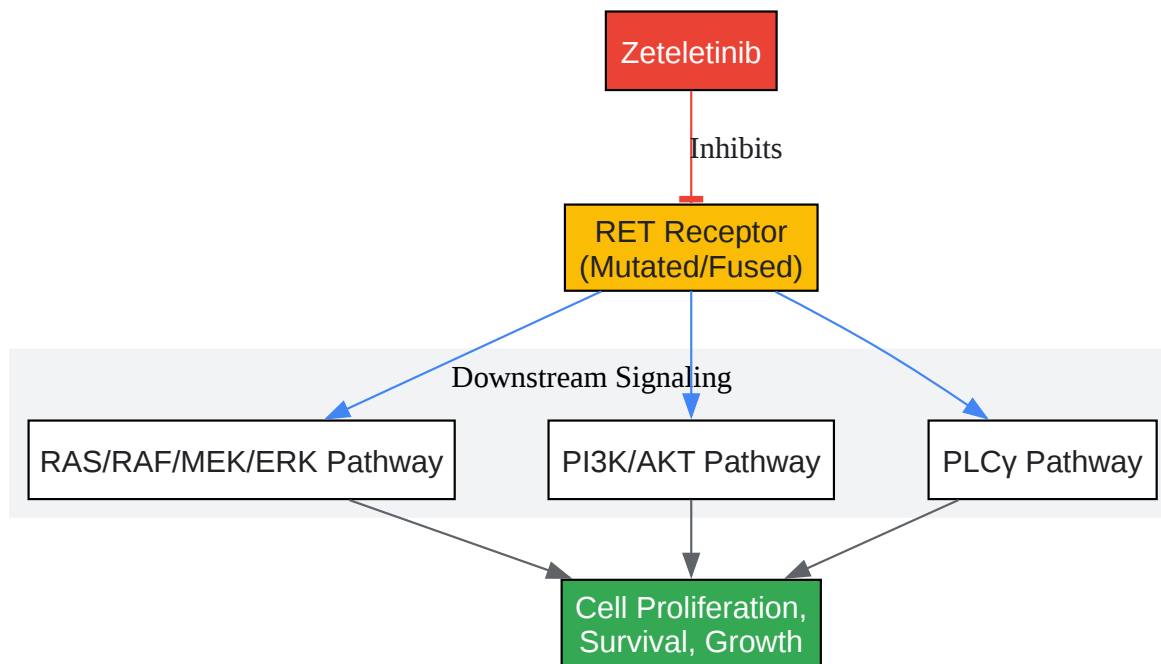 Zeteletinib
Inhibits
RET Receptor
(Mutated/Fused)
Downstream Signaling
RAS/RAF/MEK/ERK Pathway
PI3K/AKT Pathway
PLCγ Pathway
Cell Proliferation,
Survival, Growth